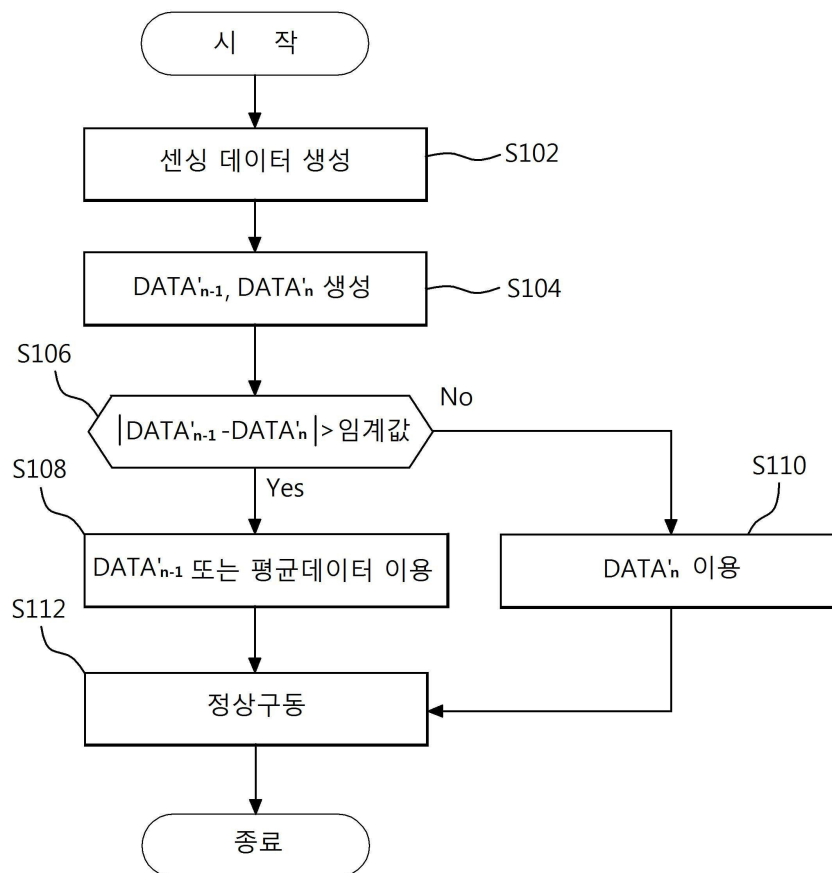 시 작
센싱 데이터 생성
S102
DATA'n-1, DATA'n 생성
S104
S106
|DATA'n-1 -DATA'n|> 임계값
No
Yes
S108
DATA'n-1 또는 평균데이터 이용
S110
DATA'n 이용
S112
정상구동
종료